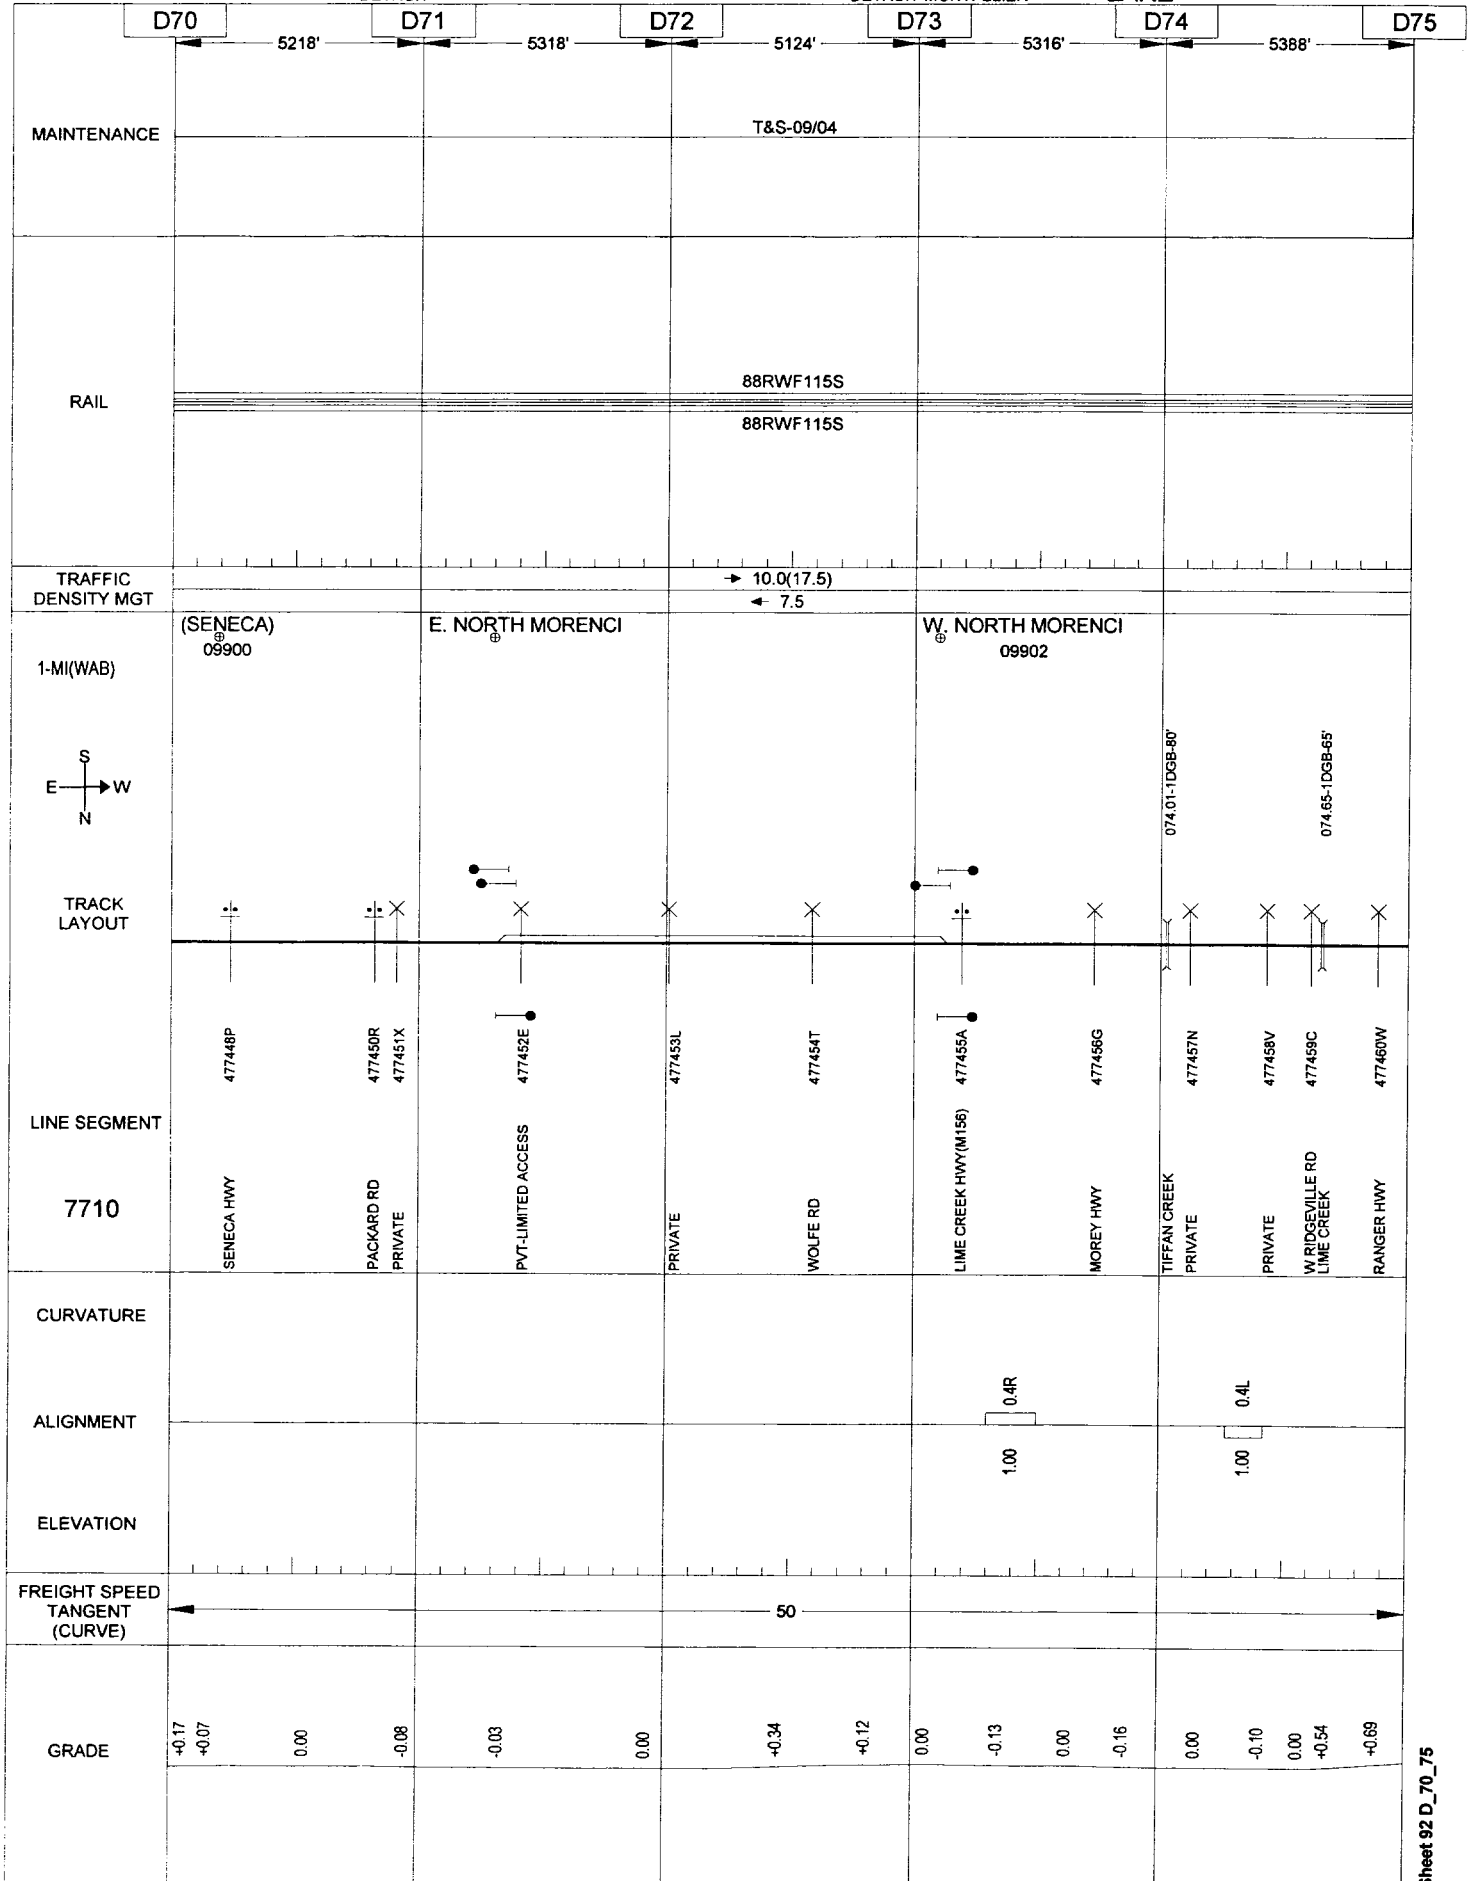 D70 D71 D72 D73 D74 D75
5218' 5318' 5124' 5316' 5388'
MAINTENANCE
T&S-09/04
RAIL
88RWF115S
88RWF115S
TRAFFIC
DENSITY MGT
10.0(17.5)
7.5
(SENECA)
09900
E. NORTH MORENCI
W. NORTH MORENCI
09902
1-MI(WAB)
S
E W
N
074.01-1DGB-80'
074.65-1DGB-65'
TRACK
LAYOUT
477448P
477450R
477451X
477452E
477453L
477454T
477455A
477456G
477457N
477458V
477459C
477460W
LINE SEGMENT
7710
SENECA HWY
PACKARD RD
PRIVATE
PVT-LIMITED ACCESS
PRIVATE
WOLFE RD
LIME CREEK HWY(M156)
MOREY HWY
TIFFAN CREEK
PRIVATE
PRIVATE
W RIDGEVILLE RD
LIME CREEK
RANGER HWY
CURVATURE
ALIGNMENT
0.4R
1.00
0.4L
1.00
ELEVATION
FREIGHT SPEED
TANGENT
(CURVE)
50
GRADE
+0.17
+0.07
0.00
-0.08
-0.03
0.00
+0.34
+0.12
0.00
-0.13
0.00
-0.16
0.00
-0.10
0.00
+0.54
+0.69
Sheet 92 D_70_75